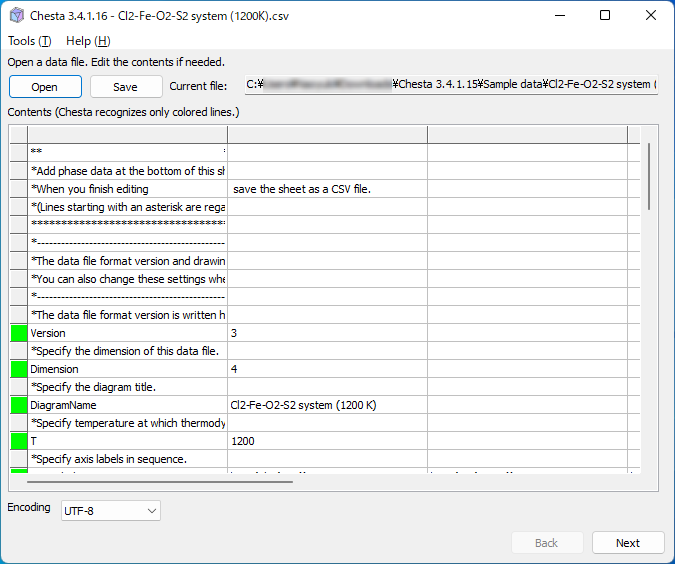 Chesta 3.4.1.16 - Cl2-Fe-O2-S2 system (1200K).csv
Tools (T) Help (H)
Open a data file. Edit the contents if needed.
Open Save Current file: C:¥ ¥Chesta 3.4.1.15¥Sample data¥Cl2-Fe-O2-S2 system (
Contents (Chesta recognizes only colored lines.)
**
*Add phase data at the bottom of this sh
*When you finish editing save the sheet as a CSV file.
*(Lines starting with an asterisk are rega
***********************************
*-------------------------------------------------
*The data file format version and drawin
*You can also change these settings whe
*-------------------------------------------------
*The data file format version is written h
Version 3
*Specify the dimension of this data file.
Dimension 4
*Specify the diagram title.
DiagramName Cl2-Fe-O2-S2 system (1200 K)
*Specify temperature at which thermody
T 1200
*Specify axis labels in sequence.
Encoding UTF-8
Back Next